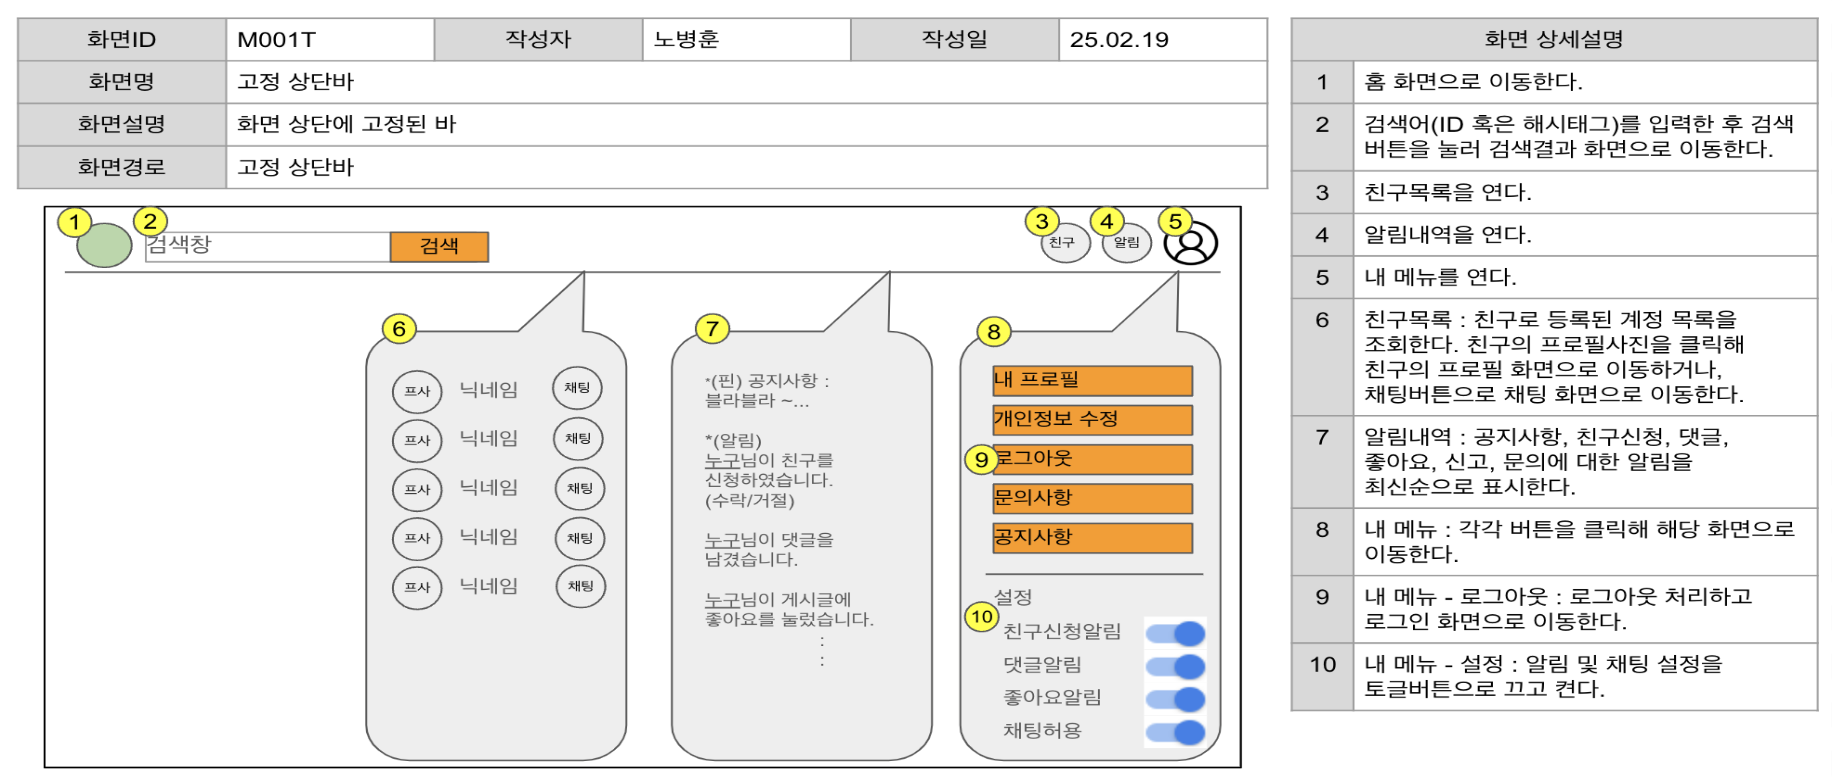 화면ID M001T 작성자 노병훈 작성일 25.02.19
화면명 고정 상단바
화면설명 화면 상단에 고정된 바
화면경로 고정 상단바
1 2 3 4 5
검색창 검색 친구 알림
6
프사 닉네임 채팅
프사 닉네임 채팅
프사 닉네임 채팅
프사 닉네임 채팅
프사 닉네임 채팅
7
*(핀) 공지사항 :
블라블라 ~...
*(알림)
누구님이 친구를
신청하였습니다.
(수락/거절)
누구님이 댓글을
남겼습니다.
누구님이 게시글에
좋아요를 눌렀습니다.
:
:
8
내 프로필
개인정보 수정
9 로그아웃
문의사항
공지사항
설정
10
친구신청알림
댓글알림
좋아요알림
채팅허용
화면 상세설명
1 홈 화면으로 이동한다.
2 검색어(ID 혹은 해시태그)를 입력한 후 검색
버튼을 눌러 검색결과 화면으로 이동한다.
3 친구목록을 연다.
4 알림내역을 연다.
5 내 메뉴를 연다.
6 친구목록 : 친구로 등록된 계정 목록을
조회한다. 친구의 프로필사진을 클릭해
친구의 프로필 화면으로 이동하거나,
채팅버튼으로 채팅 화면으로 이동한다.
7 알림내역 : 공지사항, 친구신청, 댓글,
좋아요, 신고, 문의에 대한 알림을
최신순으로 표시한다.
8 내 메뉴 : 각각 버튼을 클릭해 해당 화면으로
이동한다.
9 내 메뉴 - 로그아웃 : 로그아웃 처리하고
로그인 화면으로 이동한다.
10 내 메뉴 - 설정 : 알림 및 채팅 설정을
토글버튼으로 끄고 켠다.